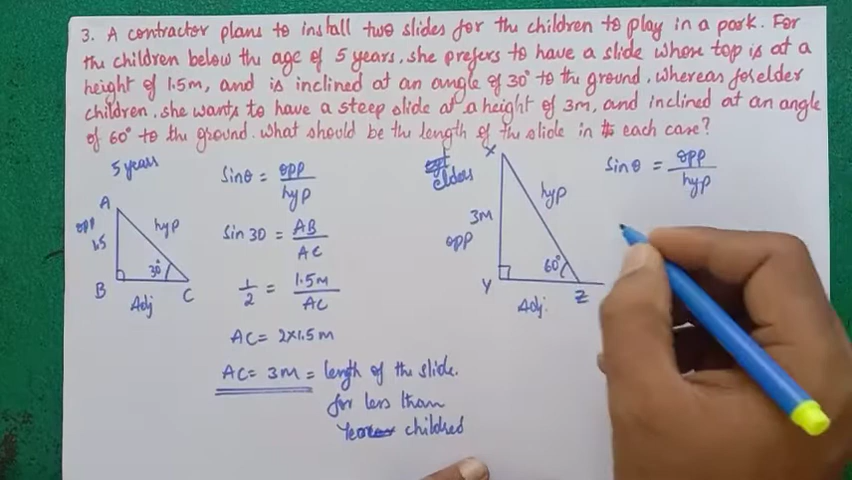 3. A contractor plans to install two slides for the children to play in a park. For
the children below the age of 5 years, she prefers to have a slide whose top is at a
height of 1.5m, and is inclined at an angle of 30° to the ground, whereas for elder
children, she wants to have a steep slide at a height of 3m, and inclined at an angle
of 60° to the ground. What should be the length of the slide in each case?
5 years
A
opp
1.5
hyp
30°
B
Adj
C
Sinθ = opp
hyp
Sin 30 = AB
AC
1/2 = 1.5m
AC
AC = 2×1.5m
AC = 3m = length of the slide.
for less than
children
elders
X
3M
opp
hyp
60°
Y
Adj.
Z
Sinθ = opp
hyp